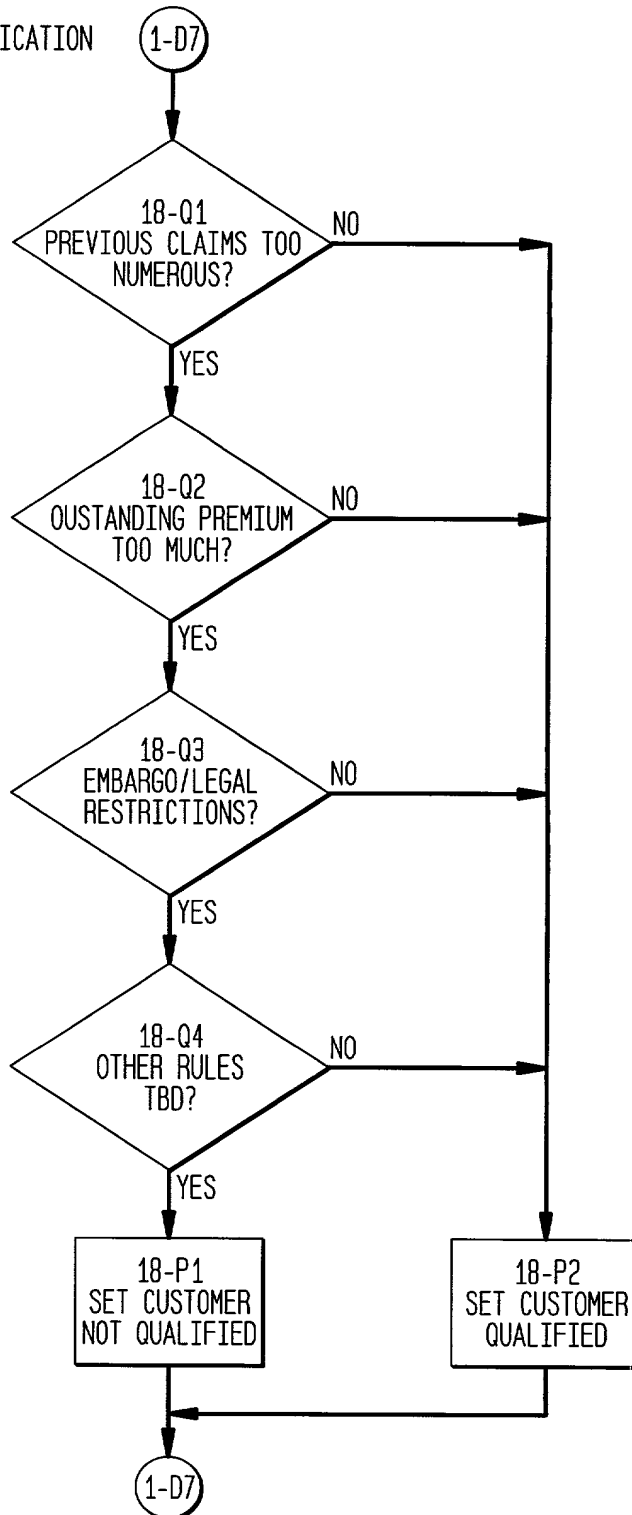 ICATION
1-D7
18-Q1
PREVIOUS CLAIMS TOO
NUMEROUS?
NO
YES
18-Q2
OUSTANDING PREMIUM
TOO MUCH?
NO
YES
18-Q3
EMBARGO/LEGAL
RESTRICTIONS?
NO
YES
18-Q4
OTHER RULES
TBD?
NO
YES
18-P1
SET CUSTOMER
NOT QUALIFIED
18-P2
SET CUSTOMER
QUALIFIED
1-D7